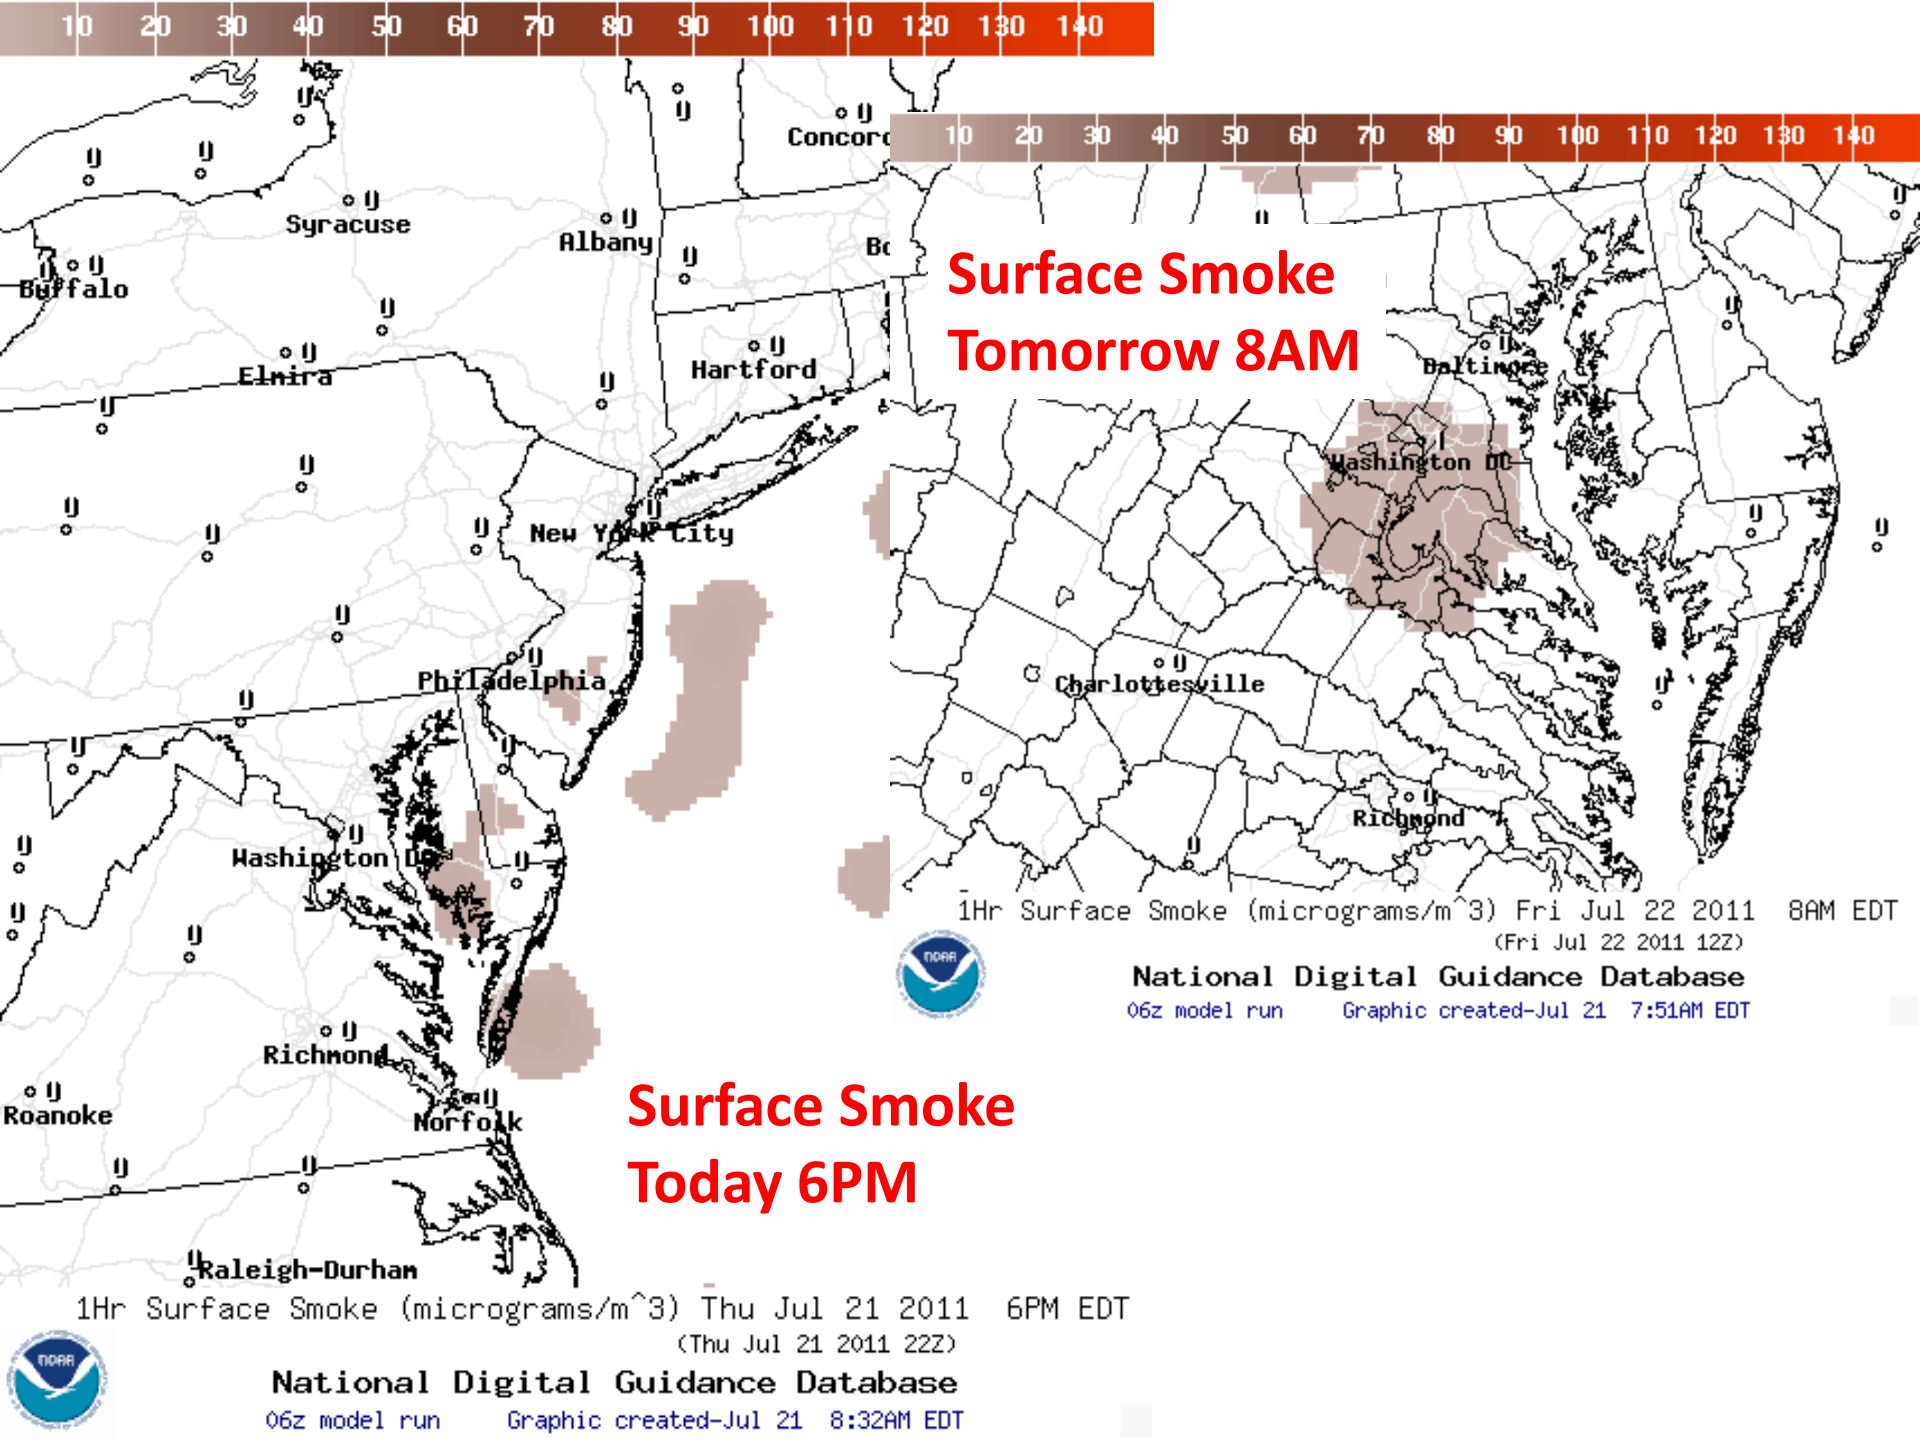 10 20 30 40 50 60 70 80 90 100 110 120 130 140
Concord
Syracuse
Albany
Buffalo
Elmira
Hartford
New York City
Philadelphia
Washington DC
Richmond
Roanoke
Norfolk
Raleigh-Durham
Surface Smoke
Today 6PM
1Hr Surface Smoke (micrograms/m^3) Thu Jul 21 2011 6PM EDT
(Thu Jul 21 2011 22Z)
NOAA
National Digital Guidance Database
06z model run Graphic created-Jul 21 8:32AM EDT
10 20 30 40 50 60 70 80 90 100 110 120 130 140
Surface Smoke
Tomorrow 8AM
Baltimore
Washington DC
Charlottesville
Richmond
1Hr Surface Smoke (micrograms/m^3) Fri Jul 22 2011 8AM EDT
(Fri Jul 22 2011 12Z)
NOAA
National Digital Guidance Database
06z model run Graphic created-Jul 21 7:51AM EDT